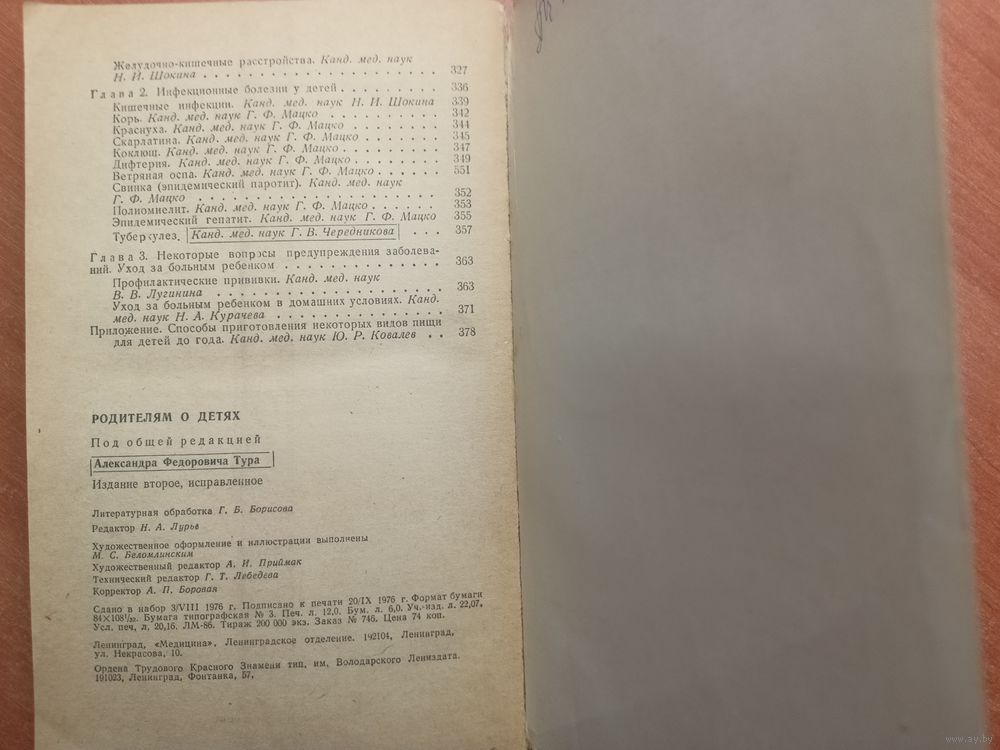 Желудочно-кишечные расстройства. Канд. мед. наук
Н. И. Шокина . . . . . . . . . . . . . . . . . . . . 327
Глава 2. Инфекционные болезни у детей . . . . . . . . . 336
Кишечные инфекции. Канд. мед. наук Н. И. Шокина 339
Корь. Канд. мед. наук Г. Ф. Мацко . . . . . . . . . 342
Краснуха. Канд. мед. наук Г. Ф. Мацко . . . . . . . . 344
Скарлатина. Канд. мед. наук Г. Ф. Мацко . . . . . . . 345
Коклюш. Канд. мед. наук Г. Ф. Мацко . . . . . . . . 347
Дифтерия. Канд. мед. наук Г. Ф. Мацко . . . . . . . . 349
Ветряная оспа. Канд. мед. наук Г. Ф. Мацко . . . . . . 551
Свинка (эпидемический паротит). Канд. мед. наук
Г. Ф. Мацко . . . . . . . . . . . . . . . . . . . . 352
Полиомиелит. Канд. мед. наук Г. Ф. Мацко . . . . . . 353
Эпидемический гепатит. Канд. мед. наук Г. Ф. Мацко 355
Туберкулез. Канд. мед. наук Г. В. Чередникова . . . 357
Глава 3. Некоторые вопросы предупреждения заболева-
ний. Уход за больным ребенком . . . . . . . . . . . . . 363
Профилактические прививки. Канд. мед. наук
В. В. Лугинина . . . . . . . . . . . . . . . . . . . 363
Уход за больным ребенком в домашних условиях. Канд.
мед. наук Н. А. Курачева . . . . . . . . . . . . . . 371
Приложение. Способы приготовления некоторых видов пищи
для детей до года. Канд. мед. наук Ю. Р. Ковалев . . 378
РОДИТЕЛЯМ О ДЕТЯХ
Под общей редакцией
Александра Федоровича Тура
Издание второе, исправленное
Литературная обработка Г. Б. Борисова
Редактор Н. А. Лурье
Художественное оформление и иллюстрации выполнены
М. С. Беломлинским
Художественный редактор А. И. Приймак
Технический редактор Г. Т. Лебедева
Корректор А. П. Боровая
Сдано в набор 3/VIII 1976 г. Подписано к печати 20/IX 1976 г. Формат бумаги
84×108¹/₃₂. Бумага типографская № 3. Печ. л. 12,0. Бум. л. 6,0. Уч.-изд. л. 22,07.
Усл. печ. л. 20,16. ЛМ-86. Тираж 200 000 экз. Заказ № 746. Цена 74 коп.
Ленинград, «Медицина», Ленинградское отделение. 192104, Ленинград,
ул. Некрасова, 10.
Ордена Трудового Красного Знамени тип. им. Володарского Лениздата.
191023, Ленинград, Фонтанка, 57.
www.ay.by